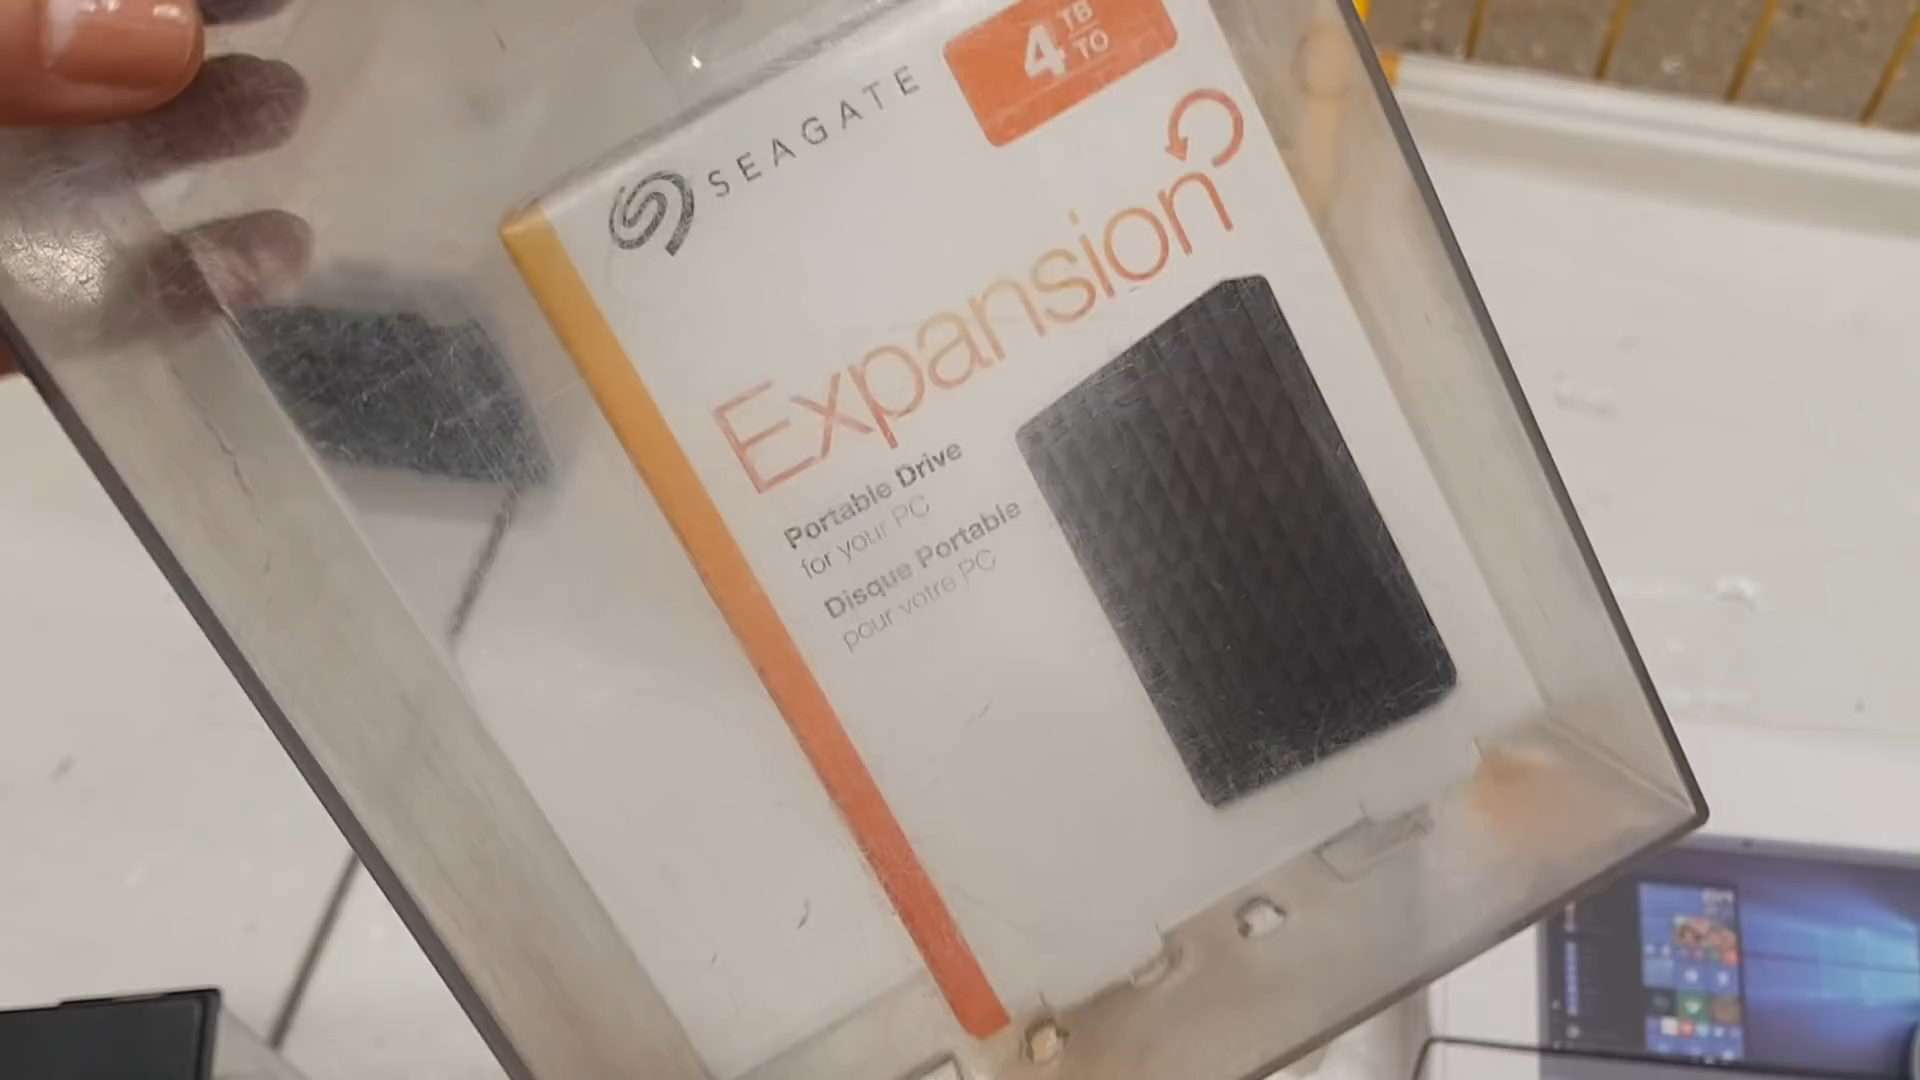 4 TB
TO
SEAGATE
Expansion
Portable Drive
for your PC
Disque Portable
pour votre PC